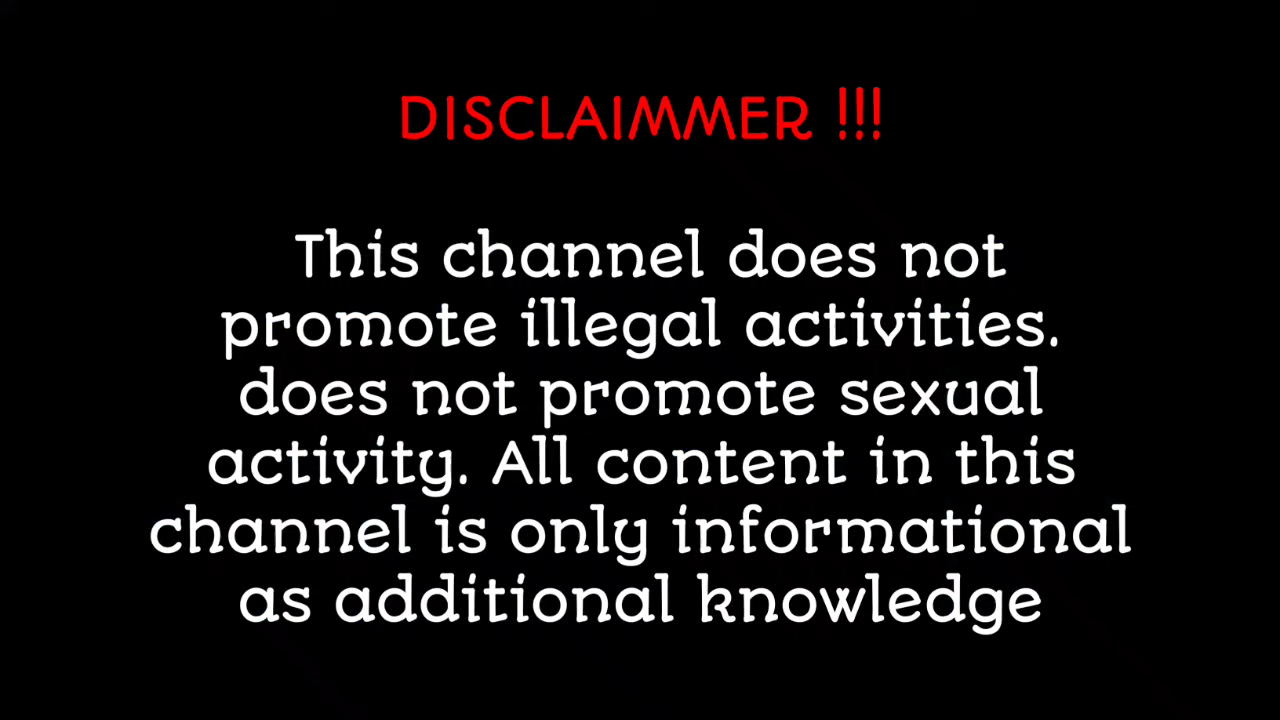 DISCLAIMMER !!!
This channel does not
promote illegal activities.
does not promote sexual
activity. All content in this
channel is only informational
as additional knowledge